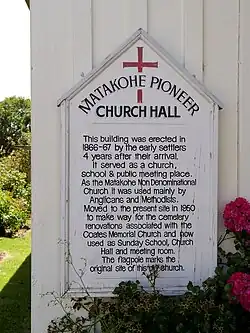 MATAKOHE PIONEER
CHURCH HALL
This building was erected in
1866-67 by the early settlers
4 years after their arrival.
It served as a church,
school & public meeting place.
As the Matakohe Non Denominational
Church it was used mainly by
Anglicans and Methodists.
Moved to the present site in 1950
to make way for the cemetery
renovations associated with the
Coates Memorial Church and now
used as Sunday School, Church
Hall and meeting room.
The flagpole marks the
original site of this church.